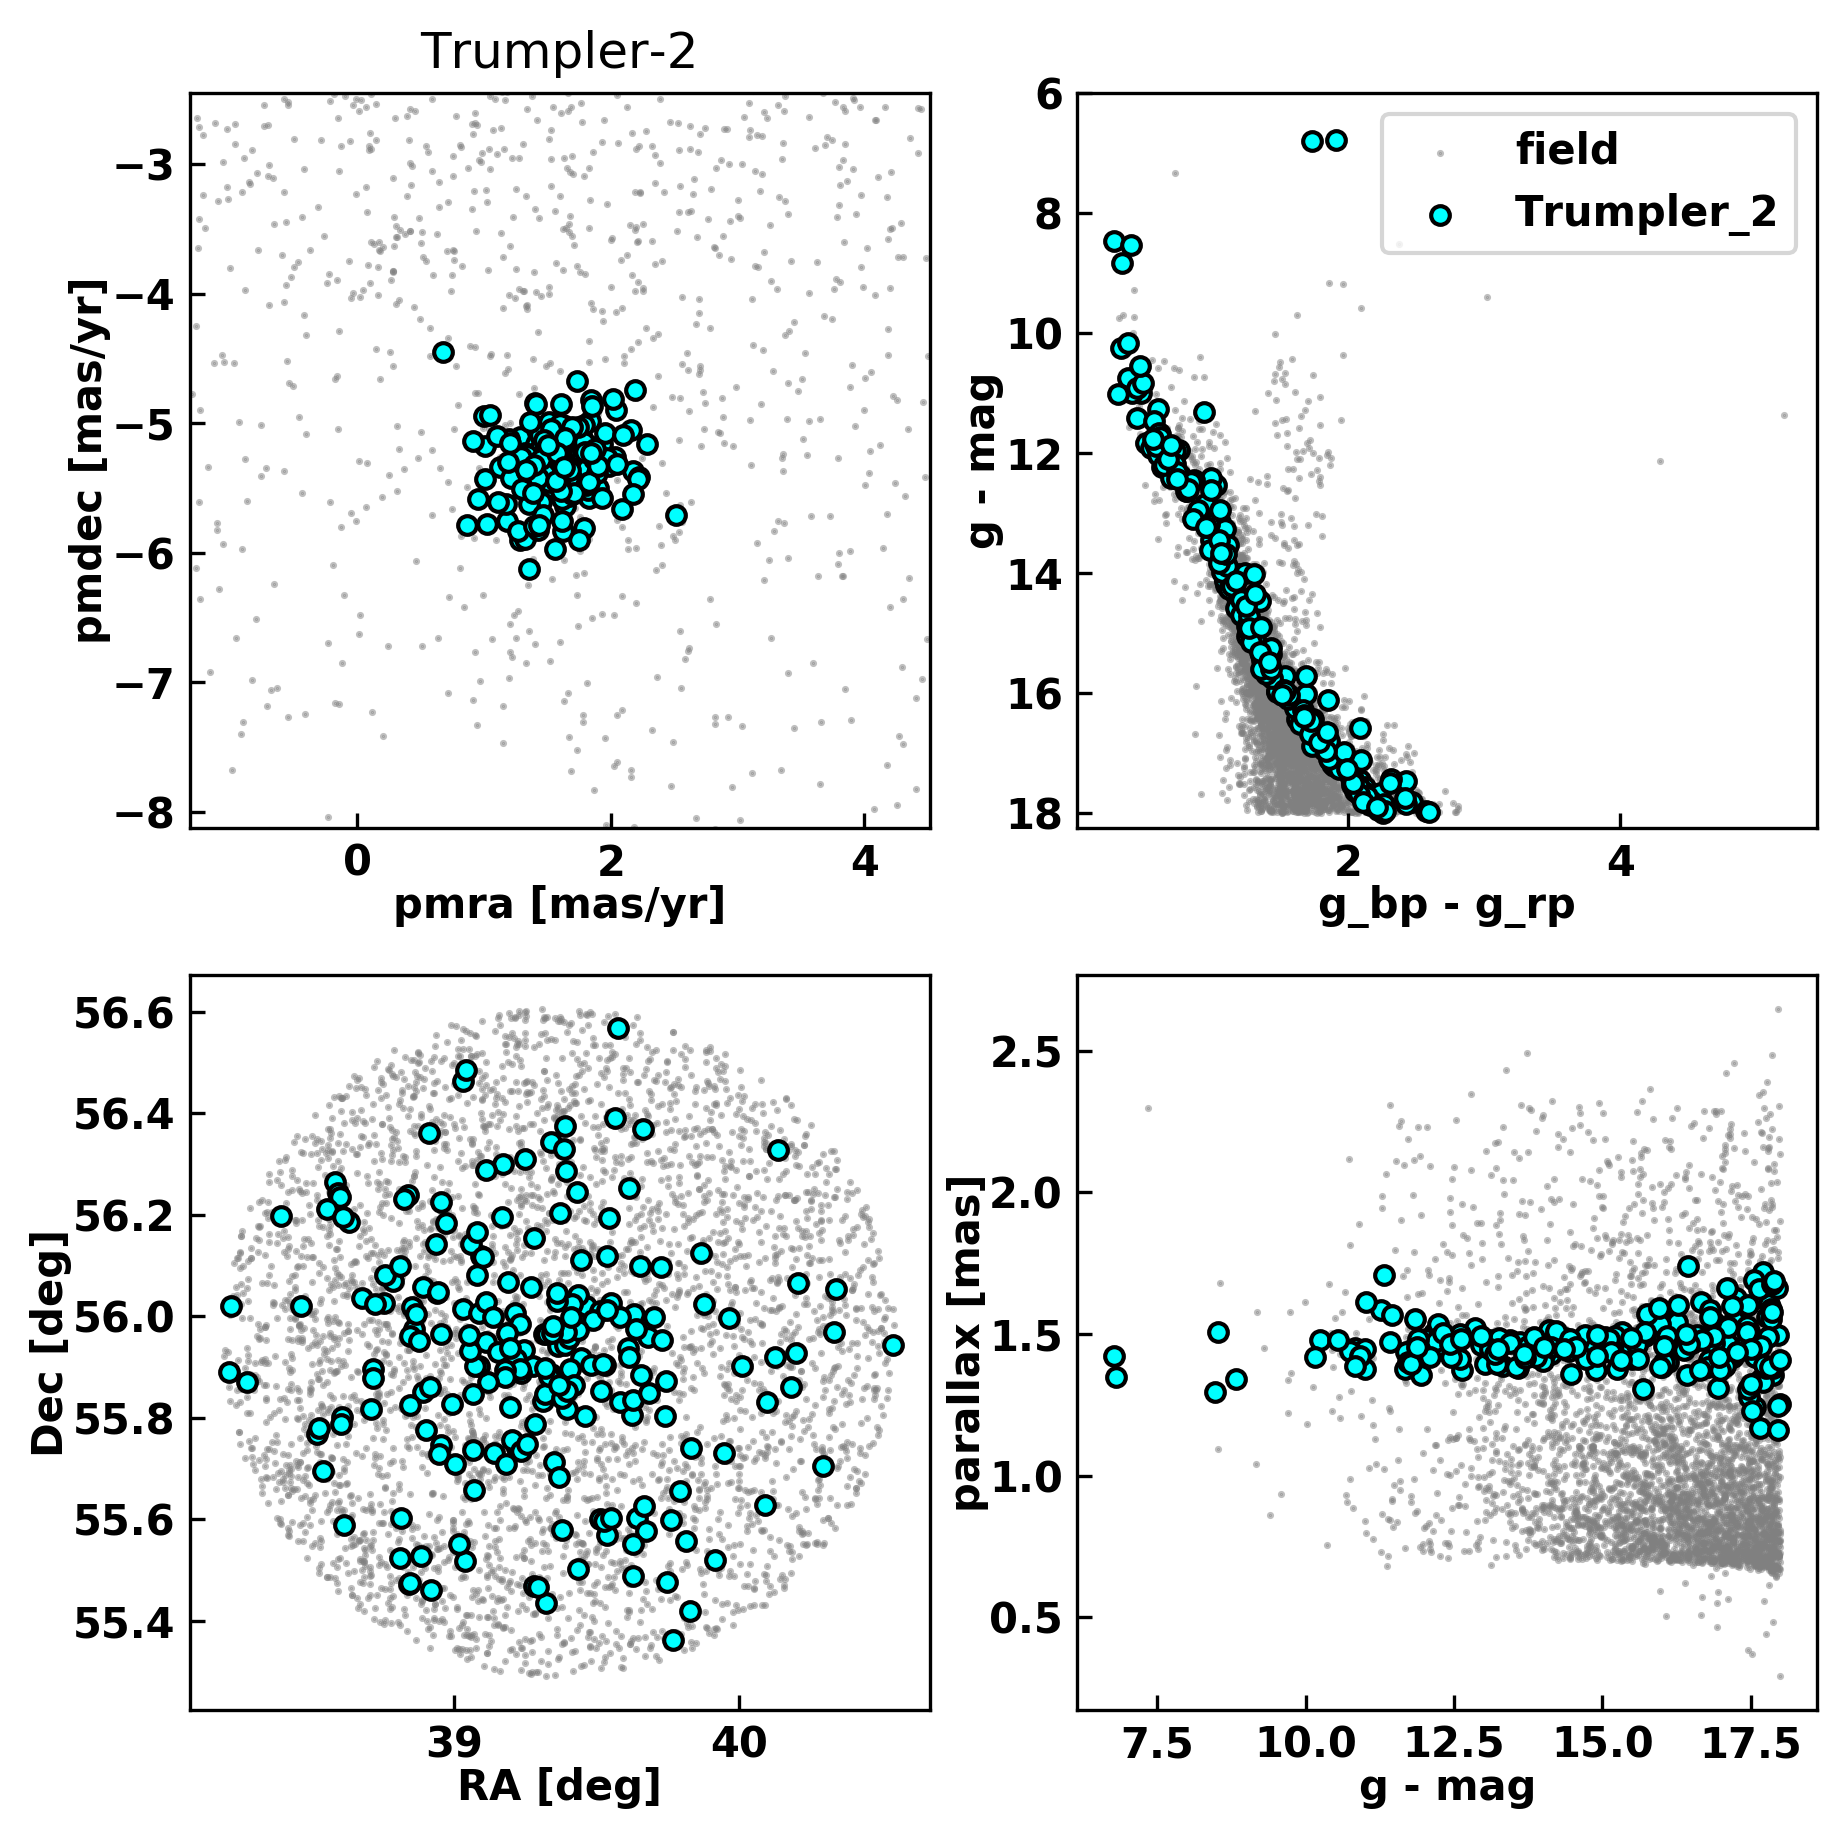 Trumpler-2
pmdec [mas/yr]
−3
−4
−5
−6
−7
−8
0 2 4
pmra [mas/yr]
g - mag
6
8
10
12
14
16
18
field
Trumpler_2
2 4
g_bp - g_rp
Dec [deg]
56.6
56.4
56.2
56.0
55.8
55.6
55.4
39 40
RA [deg]
parallax [mas]
2.5
2.0
1.5
1.0
0.5
7.5 10.0 12.5 15.0 17.5
g - mag